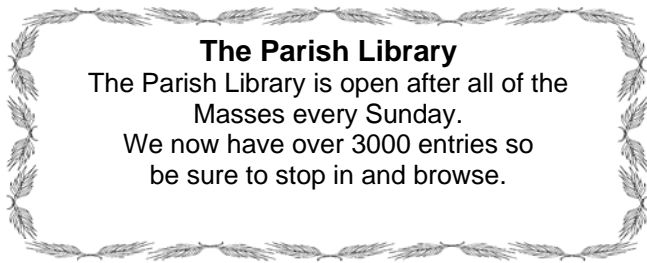 The Parish Library
The Parish Library is open after all of the
Masses every Sunday.
We now have over 3000 entries so
be sure to stop in and browse.